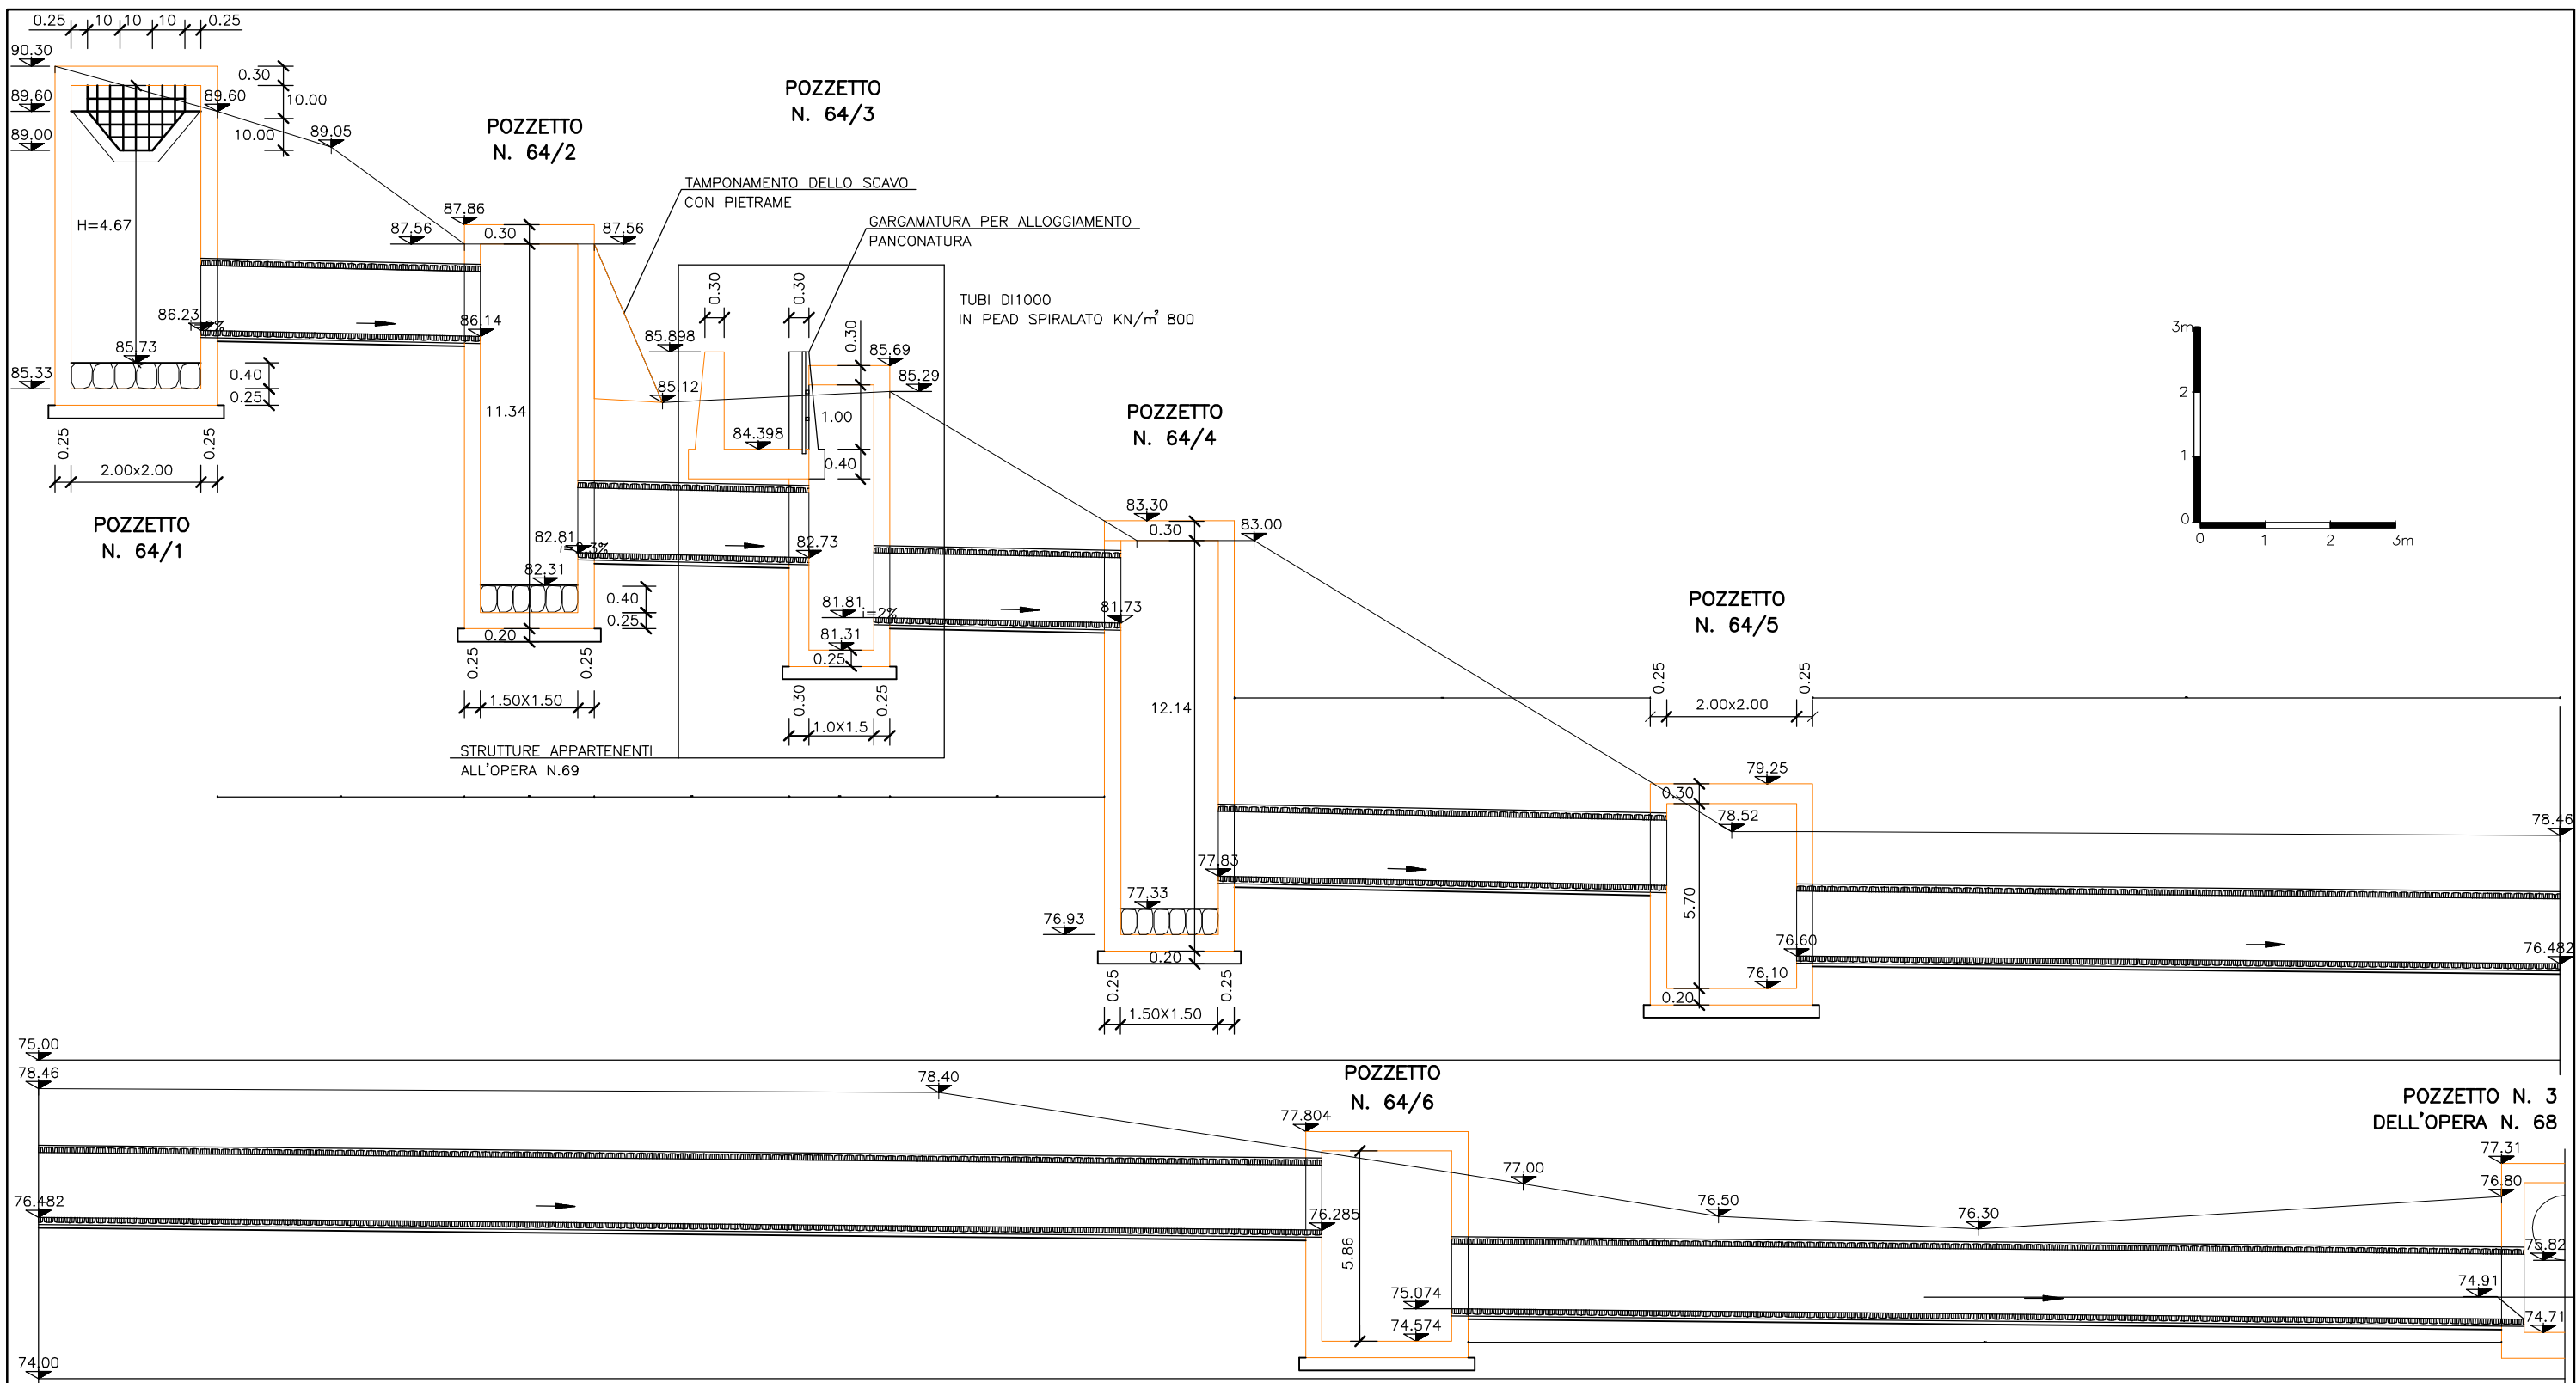 0.25 10 10 10 0.25
90.30
89.60
89.00
0.30
10.00
10.00
89.60
89.05
H=4.67
86.23
85.73
85.33
0.40
0.25
0.25
2.00x2.00
0.25
POZZETTO
N. 64/1
POZZETTO
N. 64/2
87.86
87.56
0.30
87.56
86.14
11.34
82.81
82.31
0.40
0.25
0.20
0.25
1.50X1.50
0.25
POZZETTO
N. 64/3
TAMPONAMENTO DELLO SCAVO
CON PIETRAME
GARGAMATURA PER ALLOGGIAMENTO
PANCONATURA
TUBI DI1000
IN PEAD SPIRALATO KN/m² 800
0.30
0.30
0.30
85.898
85.69
85.29
85.12
1.00
84.398
0.40
82.73
81.81
i=2%
81.31
0.25
0.30
1.0X1.5
0.25
STRUTTURE APPARTENENTI
ALL'OPERA N.69
POZZETTO
N. 64/4
83.30
0.30
83.00
81.73
12.14
77.83
77.33
76.93
0.20
0.25
1.50X1.50
0.25
3m
2
1
0
0 1 2 3m
POZZETTO
N. 64/5
0.25
2.00x2.00
0.25
79.25
0.30
78.52
78.46
5.70
76.60
76.482
76.10
0.20
75.00
78.46
78.40
76.482
74.00
POZZETTO
N. 64/6
77.804
76.285
5.86
75.074
74.574
77.00
76.50
76.30
POZZETTO N. 3
DELL'OPERA N. 68
77.31
76.80
75.82
74.91
74.71